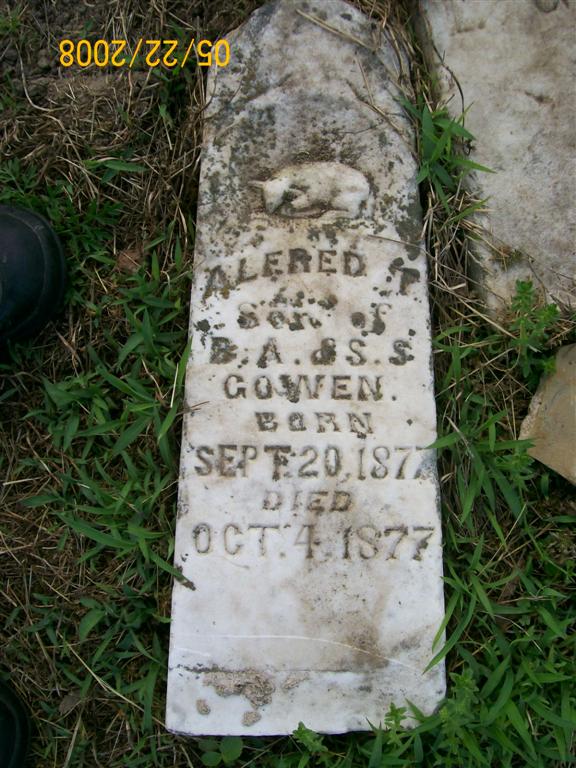 05/22/2008
ALFRED T
Son of
B. A. & S. S
GOWEN.
BORN
SEPT. 20, 1877
DIED
OCT. 4, 1877